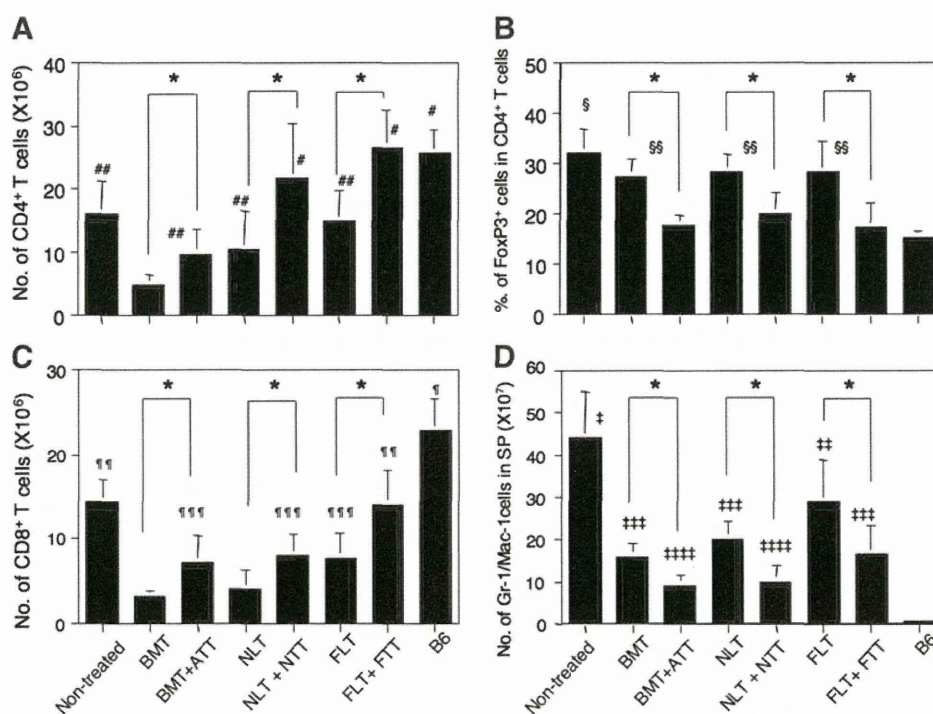 A
No. of CD4+ T cells (X10⁶)
40
30
20
10
0
##
*
##
##
*
#
##
*
#
#
B
%. of FoxP3+ cells in CD4+ T cells
50
40
30
20
10
0
§
*
§§
*
§§
*
§§
C
No. of CD8+ T cells (X10⁶)
30
20
10
0
¶¶
*
¶¶¶
*
¶¶¶
¶¶¶
*
¶¶
¶
Non-treated
BMT
BMT+ATT
NLT
NLT + NTT
FLT
FLT+ FTT
B6
D
No. of Gr-1/Mac-1cells in SP (X10⁷)
60
50
40
30
20
10
0
‡
*
‡‡‡
‡‡‡‡
*
‡‡‡
‡‡‡‡
*
‡‡
‡‡‡
Non-treated
BMT
BMT+ATT
NLT
NLT + NTT
FLT
FLT+ FTT
B6